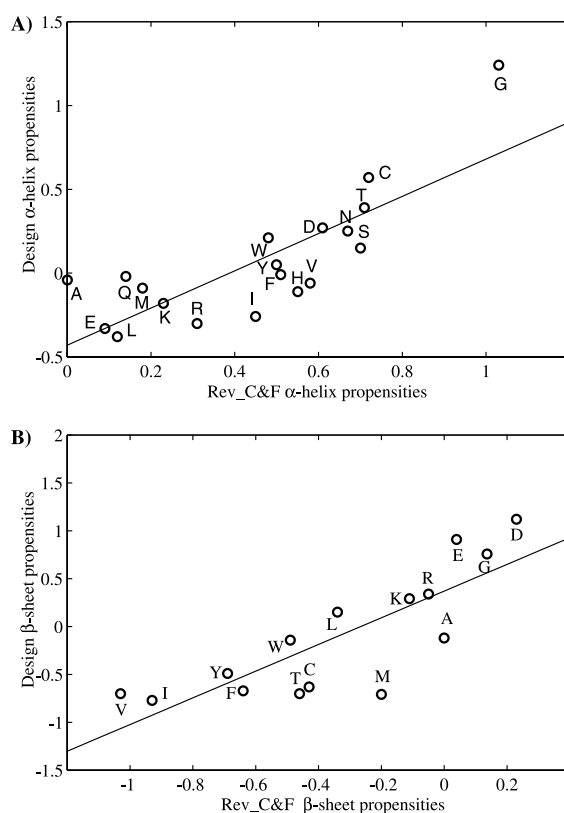 A)
1.5
1
0.5
0
-0.5
Design α-helix propensities
G
C
T
D
N
S
W
Y
V
F
H
A
Q
M
K
R
I
E
L
0
0.2
0.4
0.6
0.8
1
Rev_C&F α-helix propensities
B)
2
1.5
1
0.5
0
-0.5
-1
-1.5
Design β-sheet propensities
D
E
G
R
K
L
A
W
Y
F
T
C
M
V
I
-1
-0.8
-0.6
-0.4
-0.2
0
0.2
Rev_C&F β-sheet propensities